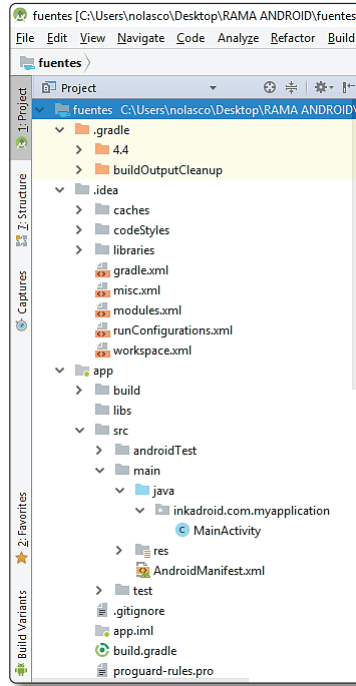 fuentes [C:\Users\nolasco\Desktop\RAMA ANDROID\fuentes
File Edit View Navigate Code Analyze Refactor Build
fuentes
1: Project
7: Structure
Captures
2: Favorites
Build Variants
Project
fuentes C:\Users\nolasco\Desktop\RAMA ANDROID\
.gradle
4.4
buildOutputCleanup
.idea
caches
codeStyles
libraries
gradle.xml
misc.xml
modules.xml
runConfigurations.xml
workspace.xml
app
build
libs
src
androidTest
main
java
inkadroid.com.myapplication
C MainActivity
res
AndroidManifest.xml
test
.gitignore
app.iml
build.gradle
proguard-rules.pro